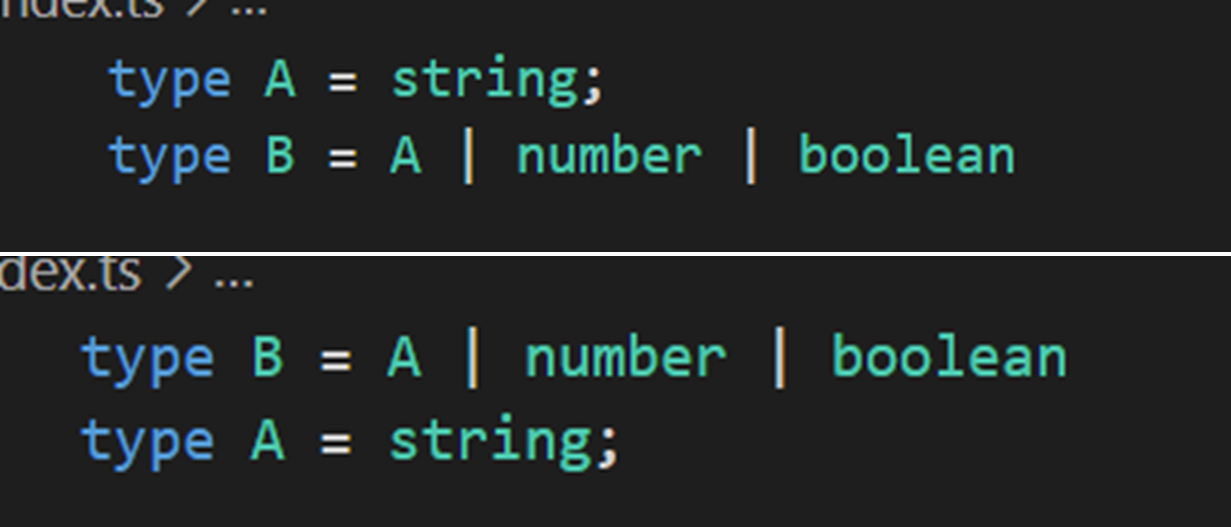 ndex.ts > ...
type A = string;
type B = A | number | boolean
dex.ts > ...
type B = A | number | boolean
type A = string;